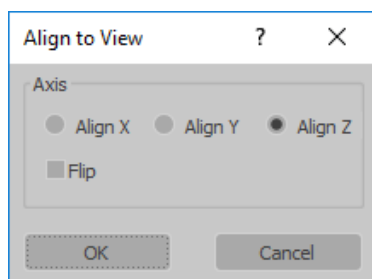 Align to View ?
Axis
Align X Align Y Align Z
Flip
OK Cancel